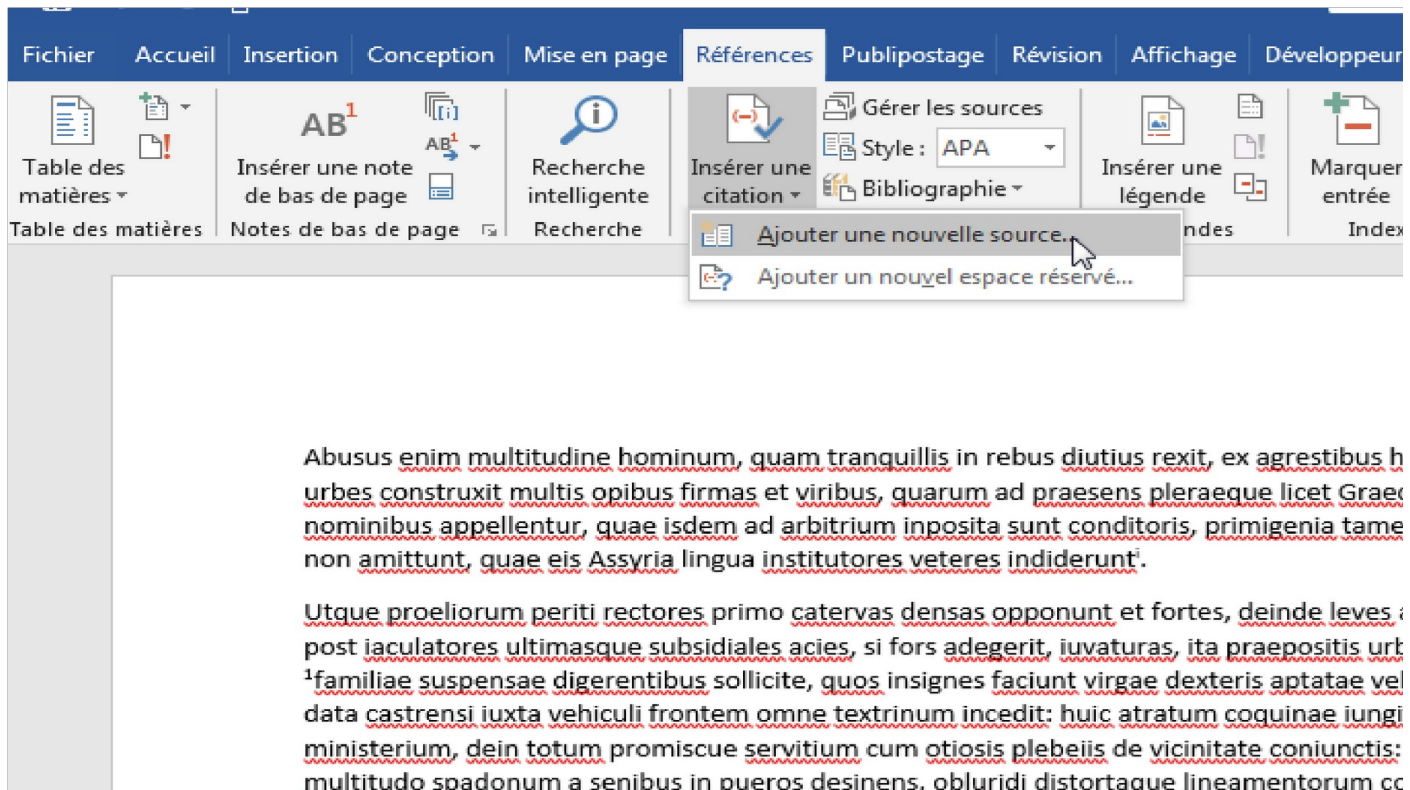 Fichier Accueil Insertion Conception Mise en page Références Publipostage Révision Affichage Développeur
AB¹ Gérer les sources
AB¹ Style : APA
Table des Insérer une note Recherche Insérer une Insérer une Marquer
matières de bas de page intelligente citation Bibliographie légende entrée
Table des matières Notes de bas de page Recherche ndes Index
Ajouter une nouvelle source...
Ajouter un nouvel espace réservé...
Abusus enim multitudine hominum, quam tranquillis in rebus diutius rexit, ex agrestibus h
urbes construxit multis opibus firmas et viribus, quarum ad praesens pleraeque licet Graec
nominibus appellentur, quae isdem ad arbitrium inposita sunt conditoris, primigenia tame
non amittunt, quae eis Assyria lingua institutores veteres indideruntⁱ.
Utque proeliorum periti rectores primo catervas densas opponunt et fortes, deinde leves a
post iaculatores ultimasque subsidiales acies, si fors adegerit, iuvaturas, ita praepositis urb
¹familiae suspensae digerentibus sollicite, quos insignes faciunt virgae dexteris aptatae vel
data castrensi iuxta vehiculi frontem omne textrinum incedit: huic atratum coquinae iungi
ministerium, dein totum promiscue servitium cum otiosis plebeiis de vicinitate coniunctis:
multitudo spadonum a senibus in pueros desinens, obluridi distortaque lineamentorum co